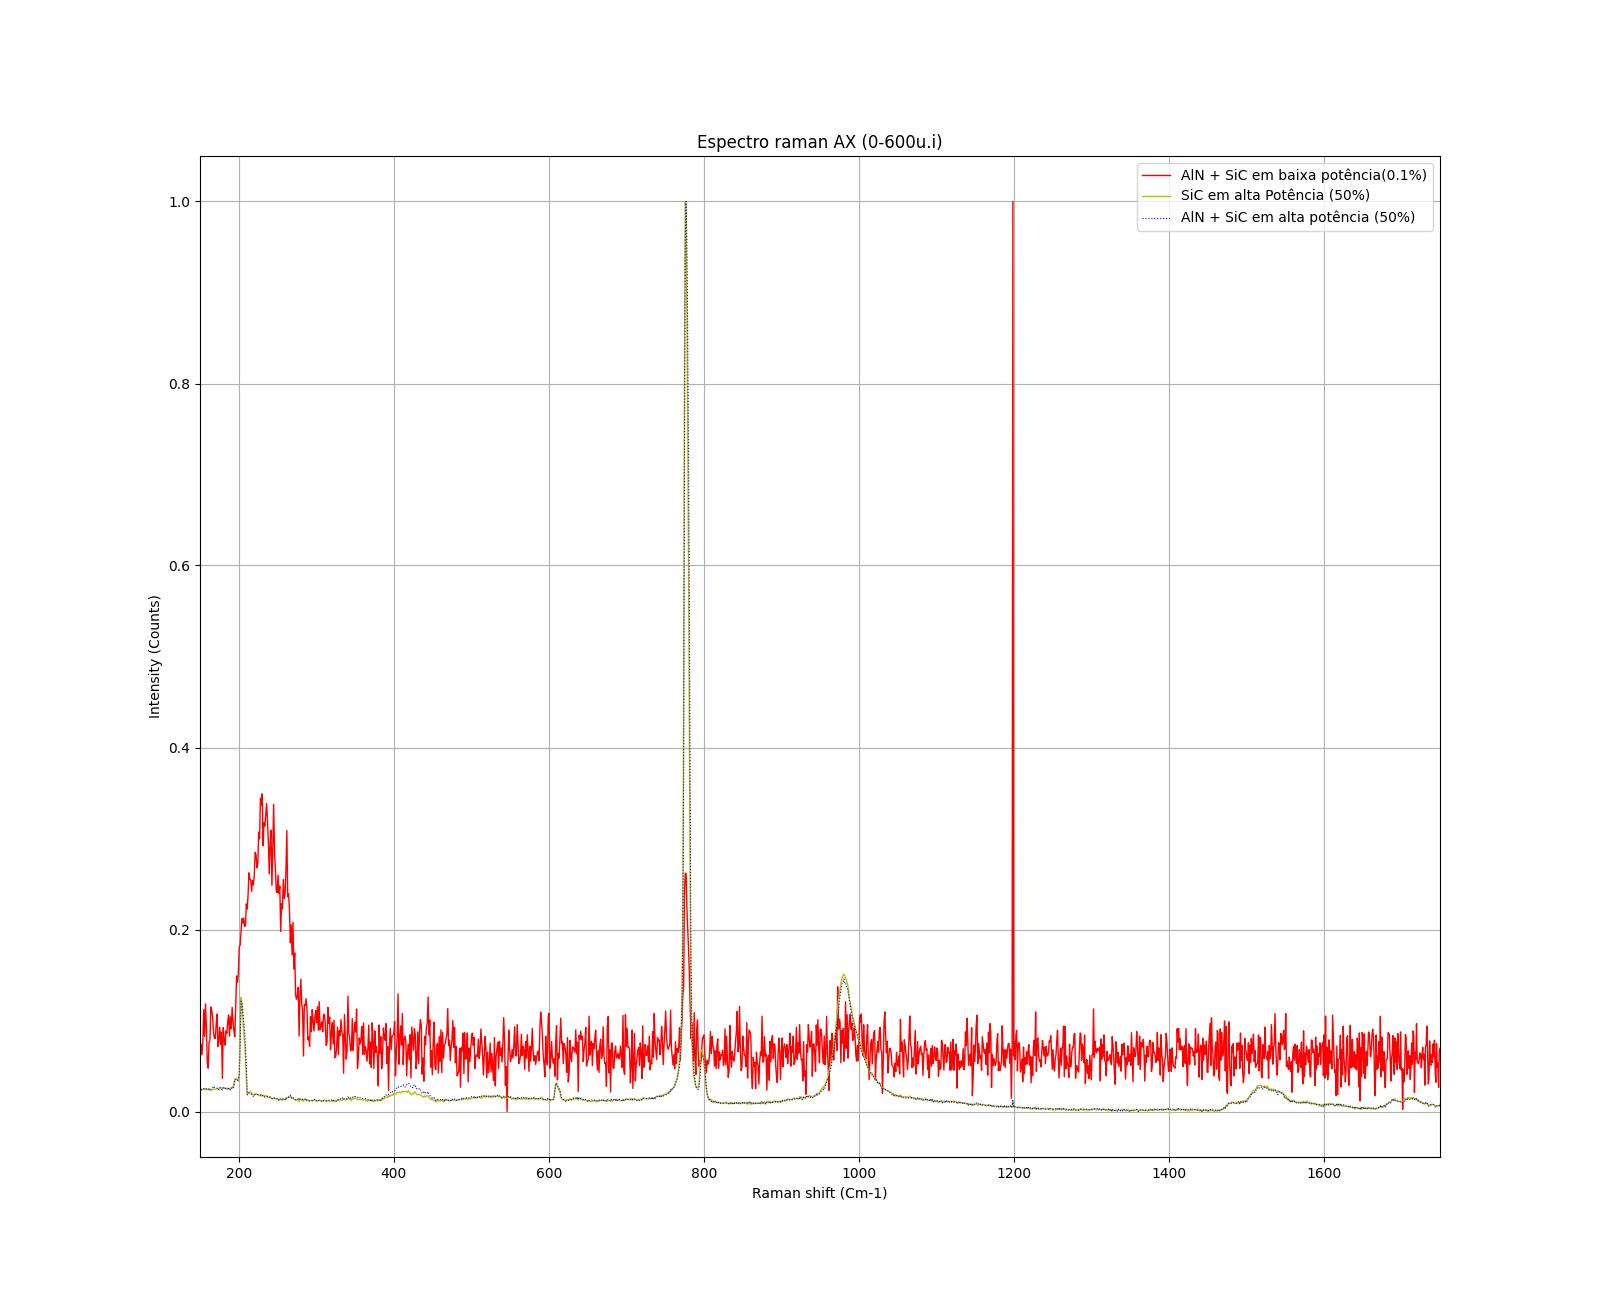 Espectro raman AX (0-600u.i)
AlN + SiC em baixa potência(0.1%)
SiC em alta Potência (50%)
AlN + SiC em alta potência (50%)
Intensity (Counts)
1.0
0.8
0.6
0.4
0.2
0.0
200 400 600 800 1000 1200 1400 1600
Raman shift (Cm-1)